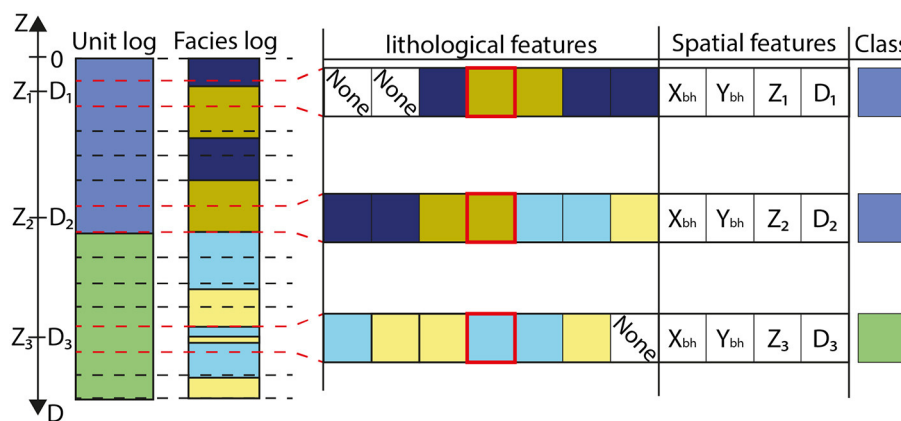 Z
Unit log Facies log lithological features Spatial features Class
0
Z₁ D₁ None None Xbh Ybh Z₁ D₁
Z₂ D₂ Xbh Ybh Z₂ D₂
Z₃ D₃ None Xbh Ybh Z₃ D₃
D